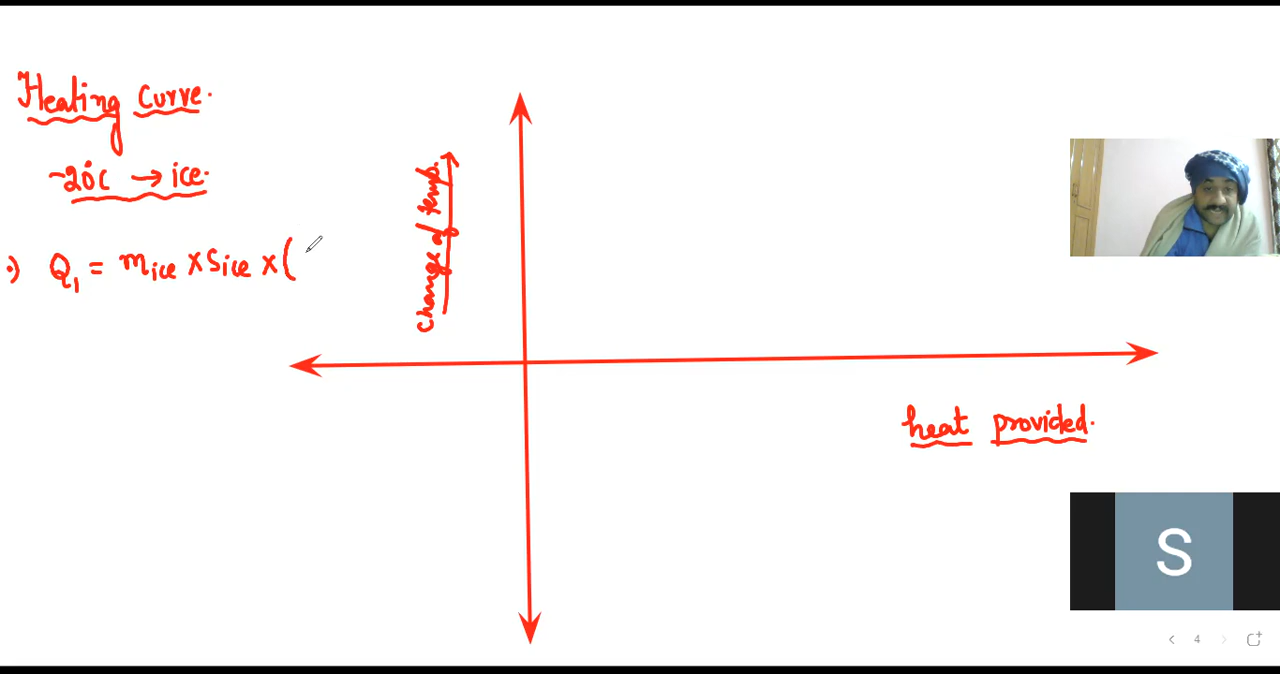 Heating Curve.
-20°C → ice.
•) Q₁ = mice × Sice × (
change of temp.
heat provided.
S
< 4 >